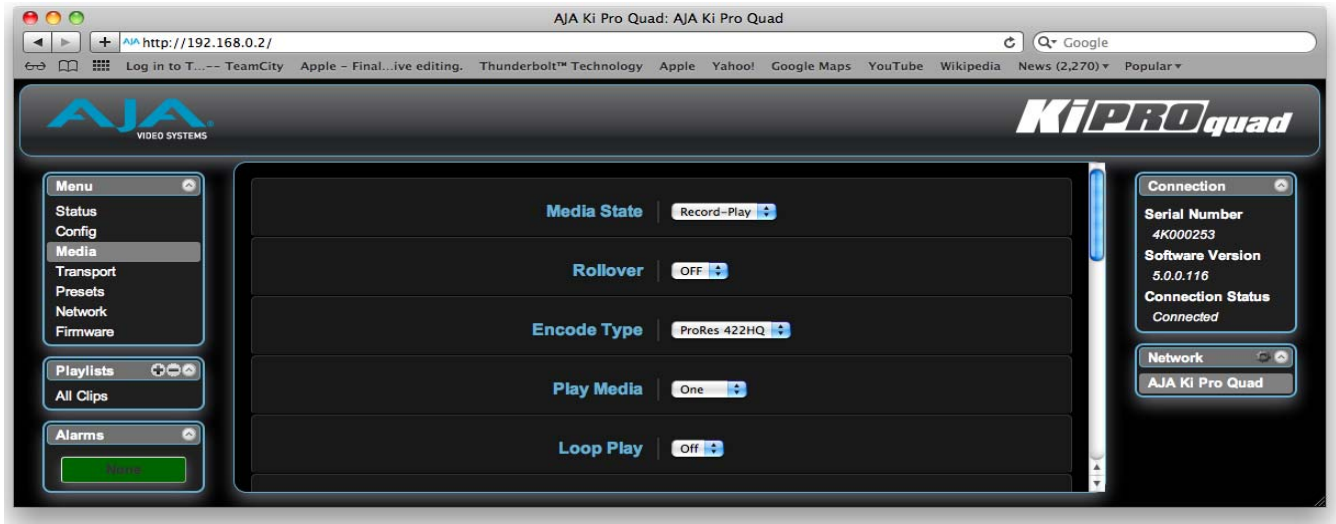 AJA Ki Pro Quad: AJA Ki Pro Quad
AJA http://192.168.0.2/
Google
Log in to T...-- TeamCity Apple - Final...ive editing. Thunderbolt™ Technology Apple Yahoo! Google Maps YouTube Wikipedia News (2,270) Popular
AJA
VIDEO SYSTEMS
KiPRO quad
Menu
Status
Config
Media
Transport
Presets
Network
Firmware
Playlists
All Clips
Alarms
None
Media State Record-Play
Rollover OFF
Encode Type ProRes 422HQ
Play Media One
Loop Play Off
Connection
Serial Number
4K000253
Software Version
5.0.0.116
Connection Status
Connected
Network
AJA Ki Pro Quad